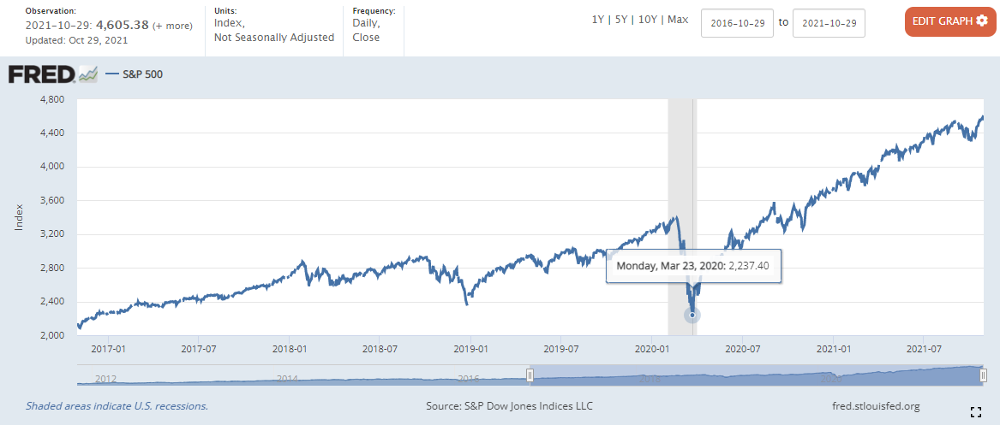 Observation:
2021-10-29: 4,605.38 (+ more)
Updated: Oct 29, 2021
Units:
Index,
Not Seasonally Adjusted
Frequency:
Daily,
Close
1Y | 5Y | 10Y | Max
2016-10-29 to 2021-10-29
EDIT GRAPH
FRED
S&P 500
4,800
4,400
4,000
3,600
3,200
2,800
2,400
2,000
Index
Monday, Mar 23, 2020: 2,237.40
2017-01 2017-07 2018-01 2018-07 2019-01 2019-07 2020-01 2020-07 2021-01 2021-07
2012 2014 2016 2018 2020
Shaded areas indicate U.S. recessions.
Source: S&P Dow Jones Indices LLC
fred.stlouisfed.org